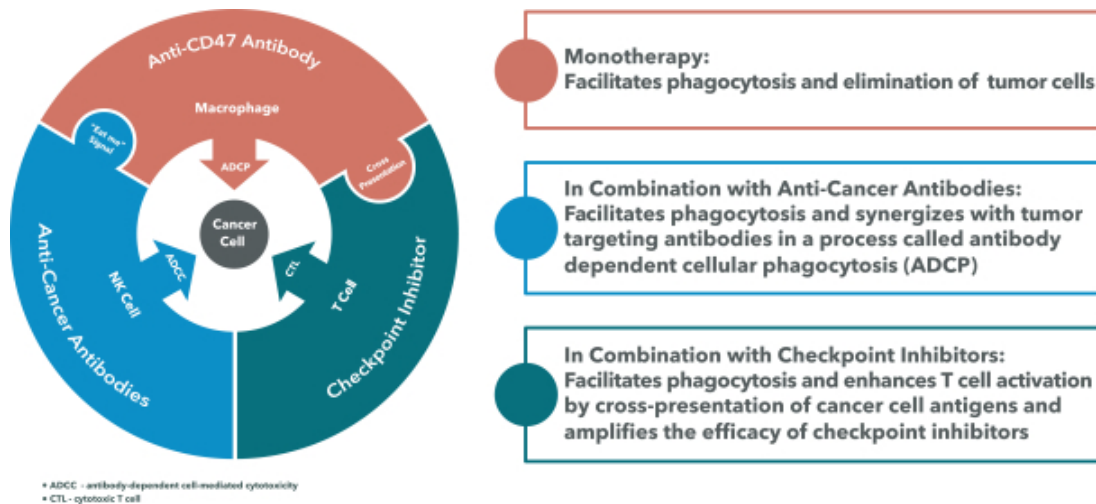 Anti-CD47 Antibody
Macrophage
"Eat me"
Signal
ADCP
Cross
Presentation
Cancer
Cell
ADCC
CTL
NK Cell
T Cell
Anti-Cancer Antibodies
Checkpoint Inhibitor
• ADCC - antibody-dependent cell-mediated cytotoxicity
• CTL - cytotoxic T cell
Monotherapy:
Facilitates phagocytosis and elimination of tumor cells
In Combination with Anti-Cancer Antibodies:
Facilitates phagocytosis and synergizes with tumor
targeting antibodies in a process called antibody
dependent cellular phagocytosis (ADCP)
In Combination with Checkpoint Inhibitors:
Facilitates phagocytosis and enhances T cell activation
by cross-presentation of cancer cell antigens and
amplifies the efficacy of checkpoint inhibitors